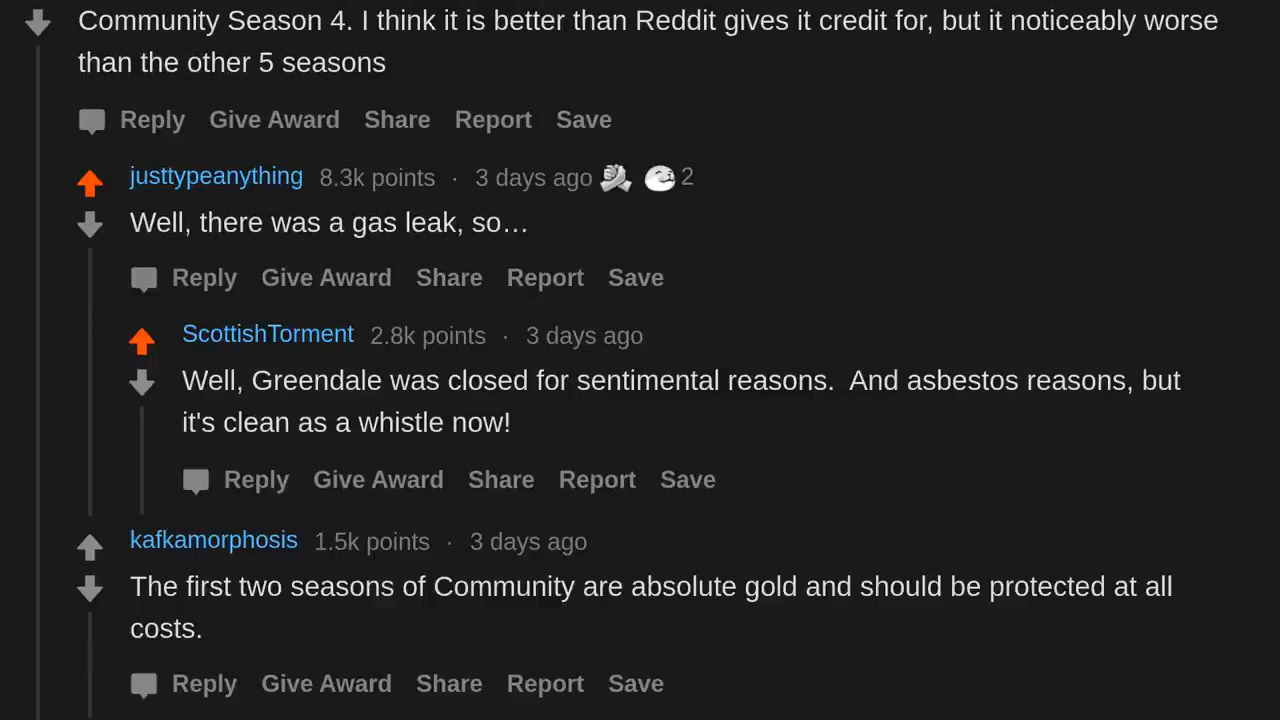 Community Season 4. I think it is better than Reddit gives it credit for, but it noticeably worse
than the other 5 seasons
Reply Give Award Share Report Save
justtypeanything 8.3k points · 3 days ago 2
Well, there was a gas leak, so…
Reply Give Award Share Report Save
ScottishTorment 2.8k points · 3 days ago
Well, Greendale was closed for sentimental reasons.  And asbestos reasons, but
it's clean as a whistle now!
Reply Give Award Share Report Save
kafkamorphosis 1.5k points · 3 days ago
The first two seasons of Community are absolute gold and should be protected at all
costs.
Reply Give Award Share Report Save